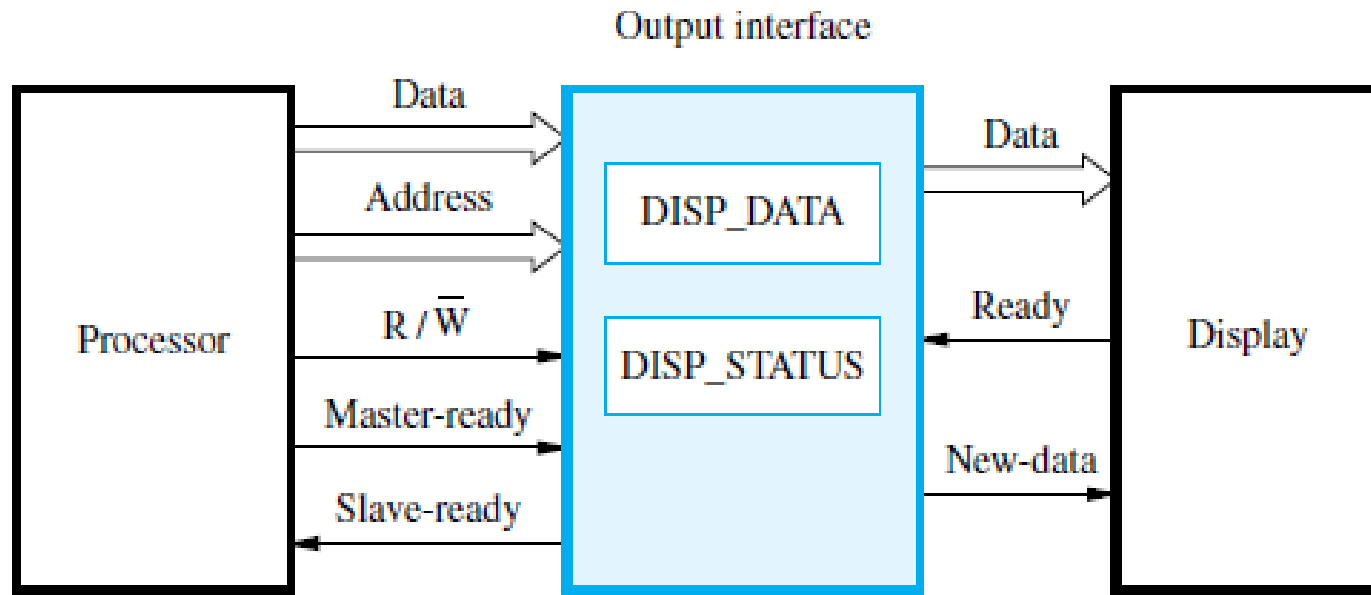 Output interface
Data
Data
Address
DISP_DATA
R / W̅
Ready
Processor
Display
DISP_STATUS
Master-ready
New-data
Slave-ready